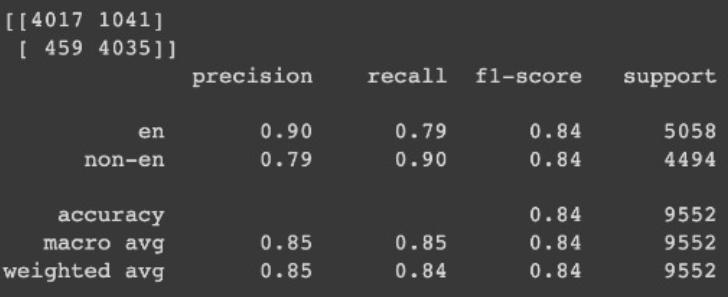 [[4017 1041]
[ 459 4035]]
precision recall f1-score support
en 0.90 0.79 0.84 5058
non-en 0.79 0.90 0.84 4494
accuracy 0.84 9552
macro avg 0.85 0.85 0.84 9552
weighted avg 0.85 0.84 0.84 9552